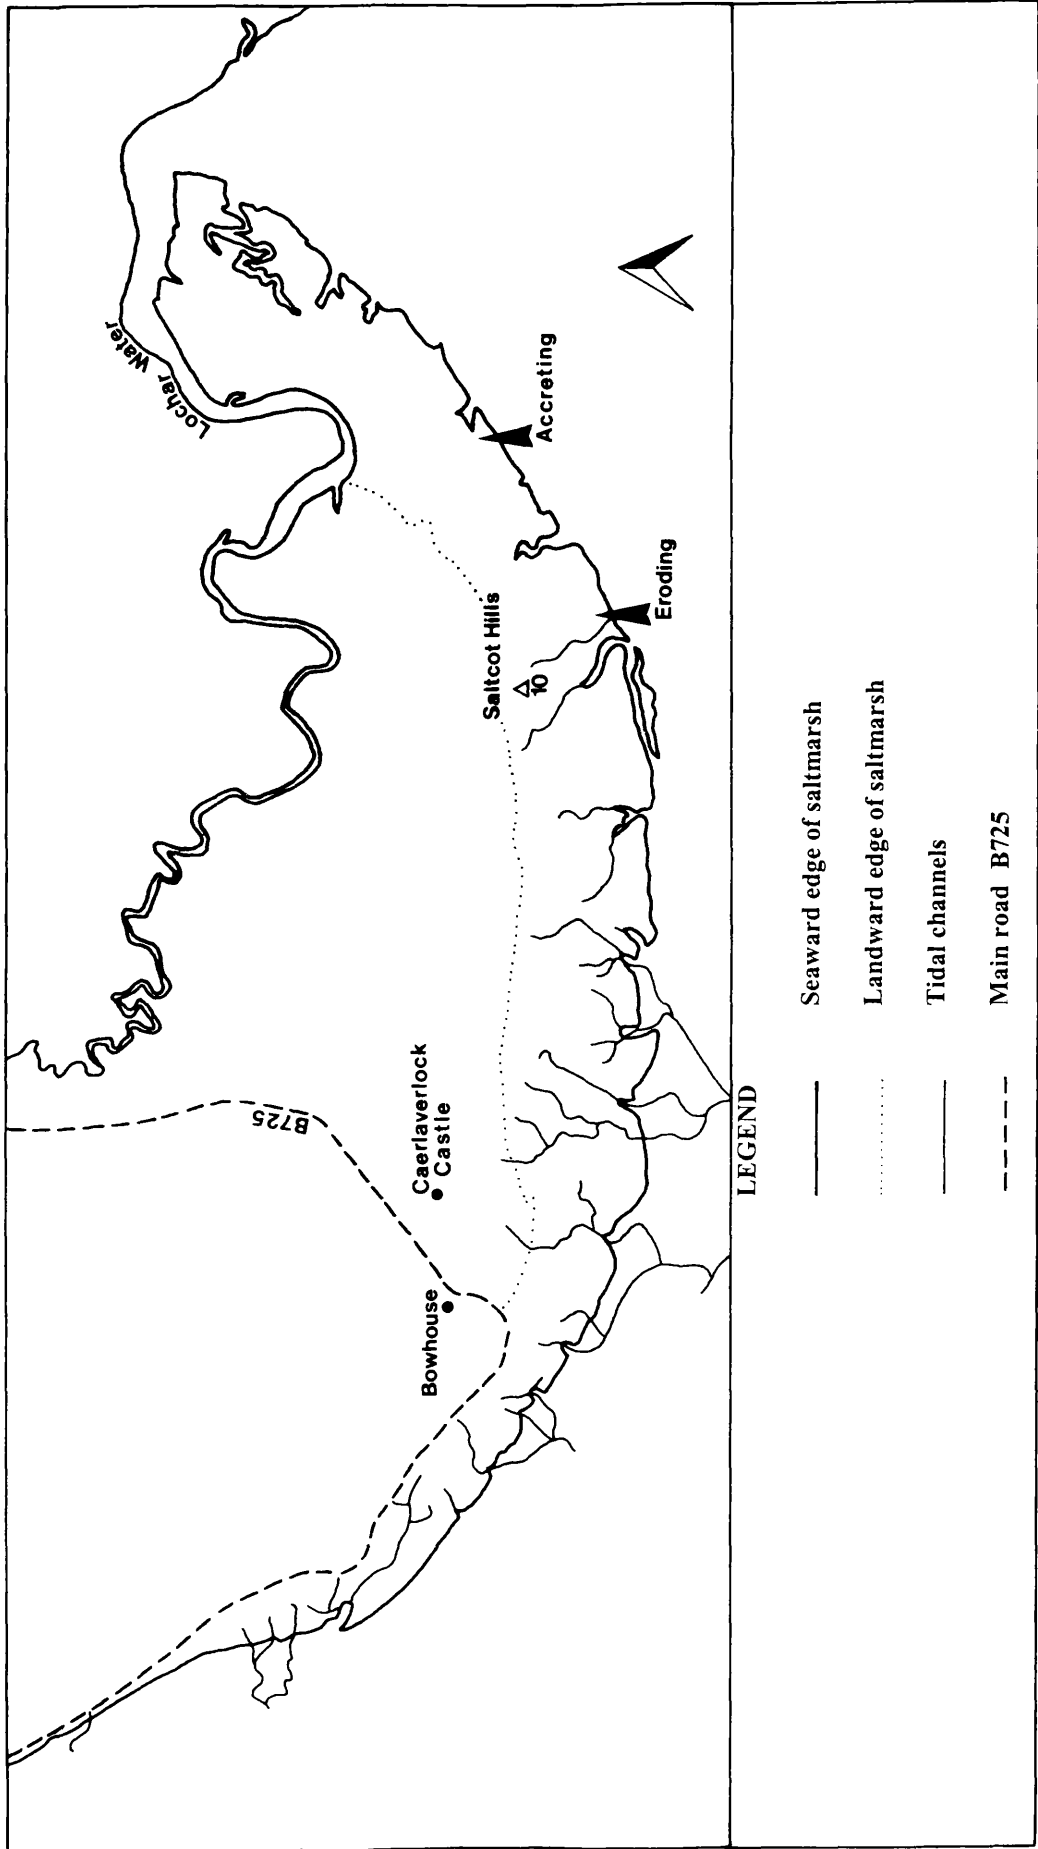 Lochar Water
Accreting
Saltcot Hills
10
Eroding
B725
Caerlaverlock
Castle
Bowhouse
LEGEND
Seaward edge of saltmarsh
Landward edge of saltmarsh
Tidal channels
Main road B725